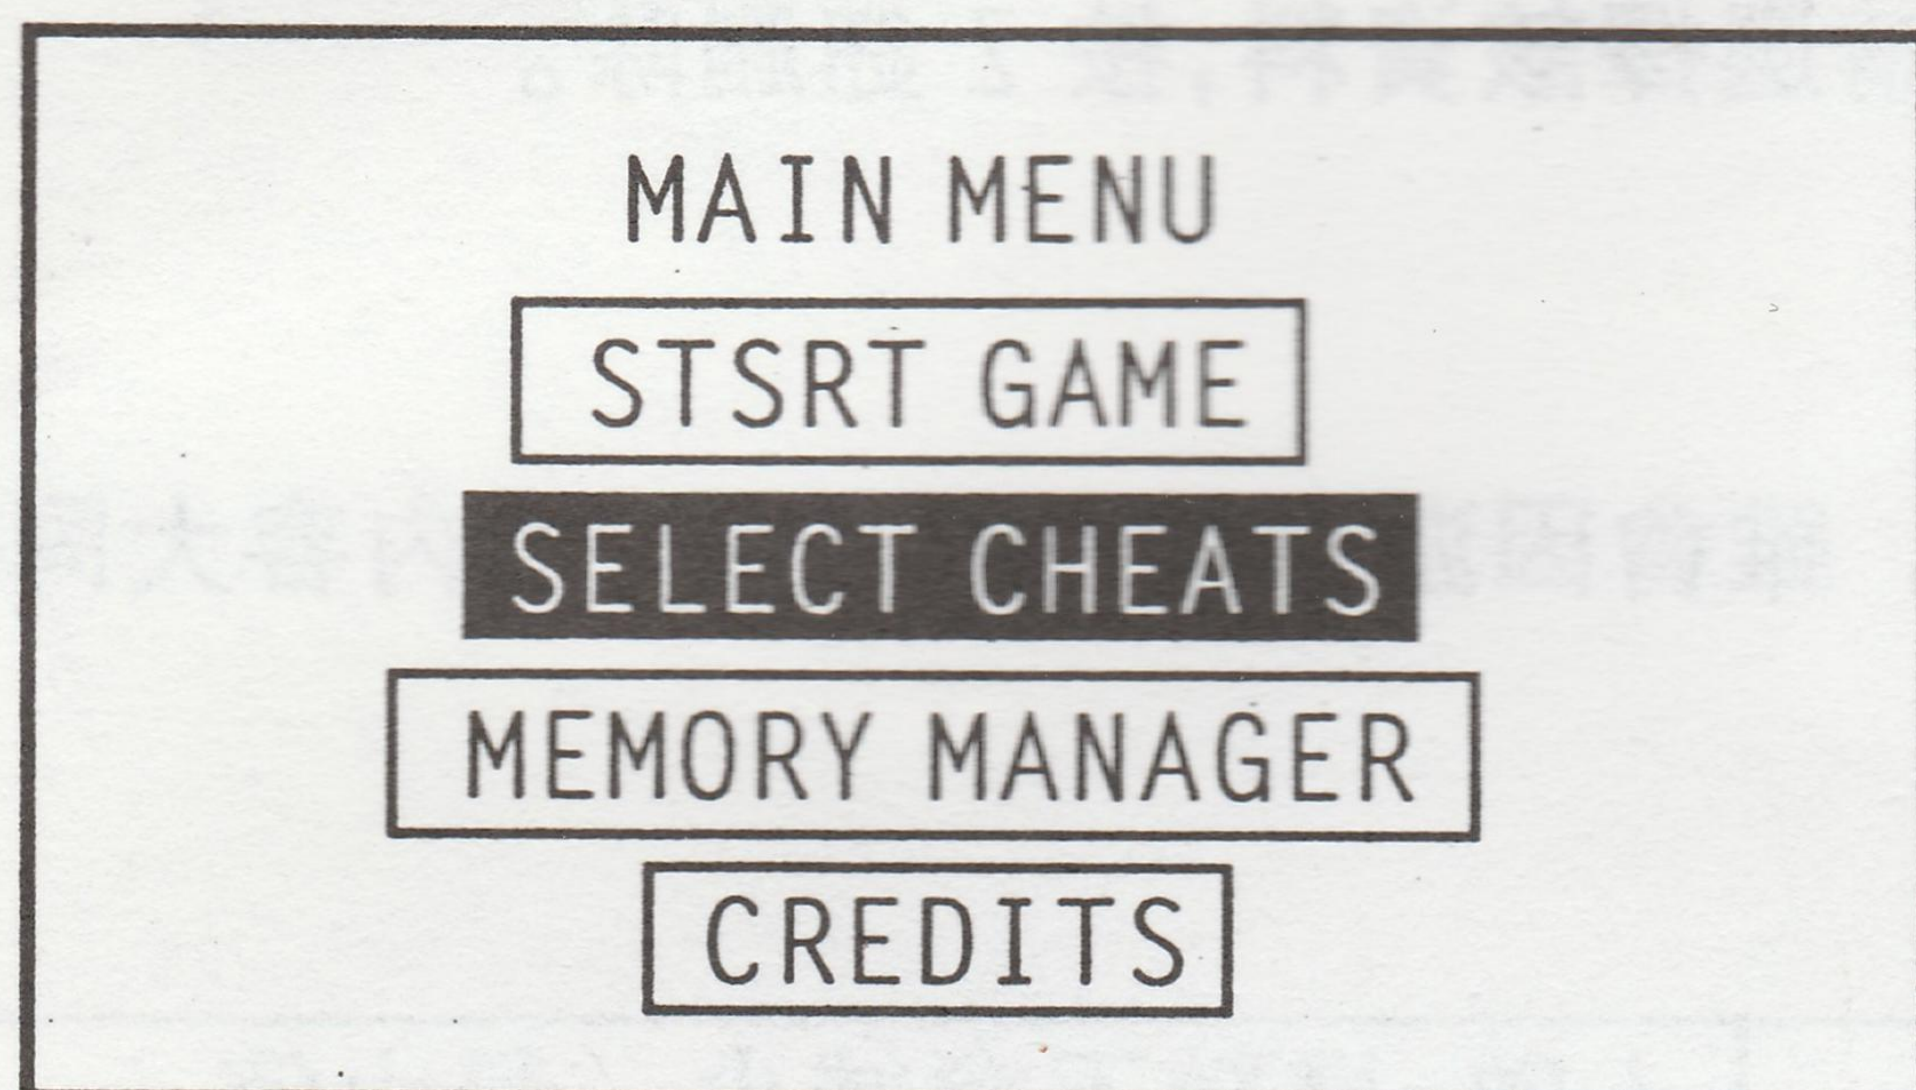 MAIN MENU
STSRT GAME
SELECT CHEATS
MEMORY MANAGER
CREDITS